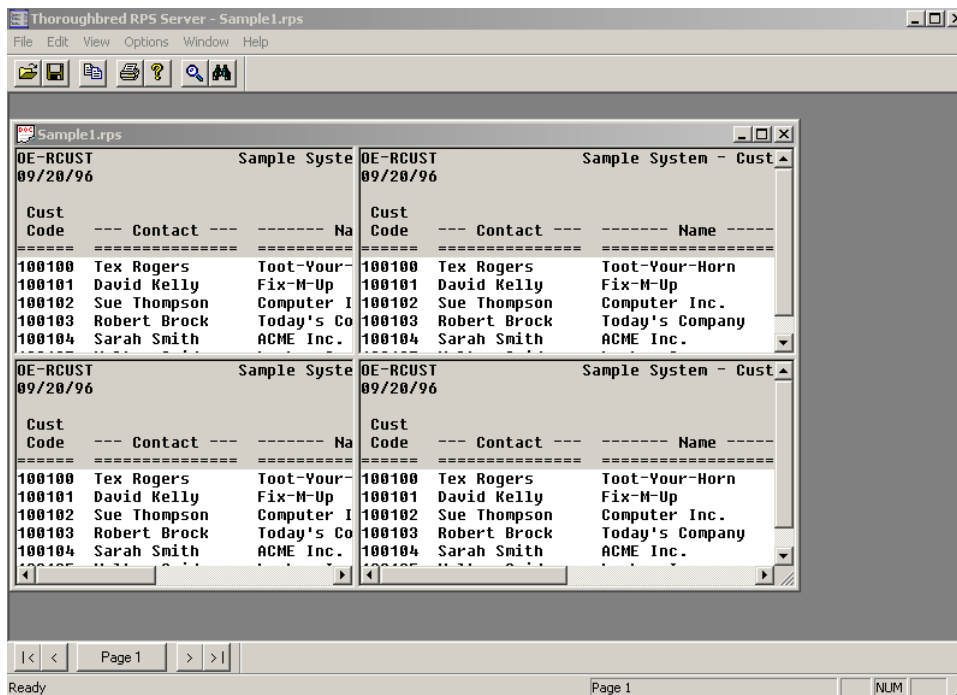 Thoroughbred RPS Server - Sample1.rps
File Edit View Options Window Help
Sample1.rps
OE-RCUST Sample Syste
09/20/96
Cust
Code --- Contact --- ------- Na
====== =============== =========
100100 Tex Rogers Toot-Your-
100101 David Kelly Fix-M-Up
100102 Sue Thompson Computer I
100103 Robert Brock Today's Co
100104 Sarah Smith ACME Inc.
OE-RCUST Sample System - Cust
09/20/96
Cust
Code --- Contact --- ------- Name -----
====== =============== ==================
100100 Tex Rogers Toot-Your-Horn
100101 David Kelly Fix-M-Up
100102 Sue Thompson Computer Inc.
100103 Robert Brock Today's Company
100104 Sarah Smith ACME Inc.
OE-RCUST Sample Syste
09/20/96
Cust
Code --- Contact --- ------- Na
====== =============== =========
100100 Tex Rogers Toot-Your-
100101 David Kelly Fix-M-Up
100102 Sue Thompson Computer I
100103 Robert Brock Today's Co
100104 Sarah Smith ACME Inc.
OE-RCUST Sample System - Cust
09/20/96
Cust
Code --- Contact --- ------- Name -----
====== =============== ==================
100100 Tex Rogers Toot-Your-Horn
100101 David Kelly Fix-M-Up
100102 Sue Thompson Computer Inc.
100103 Robert Brock Today's Company
100104 Sarah Smith ACME Inc.
|< < Page 1 > >|
Ready Page 1 NUM